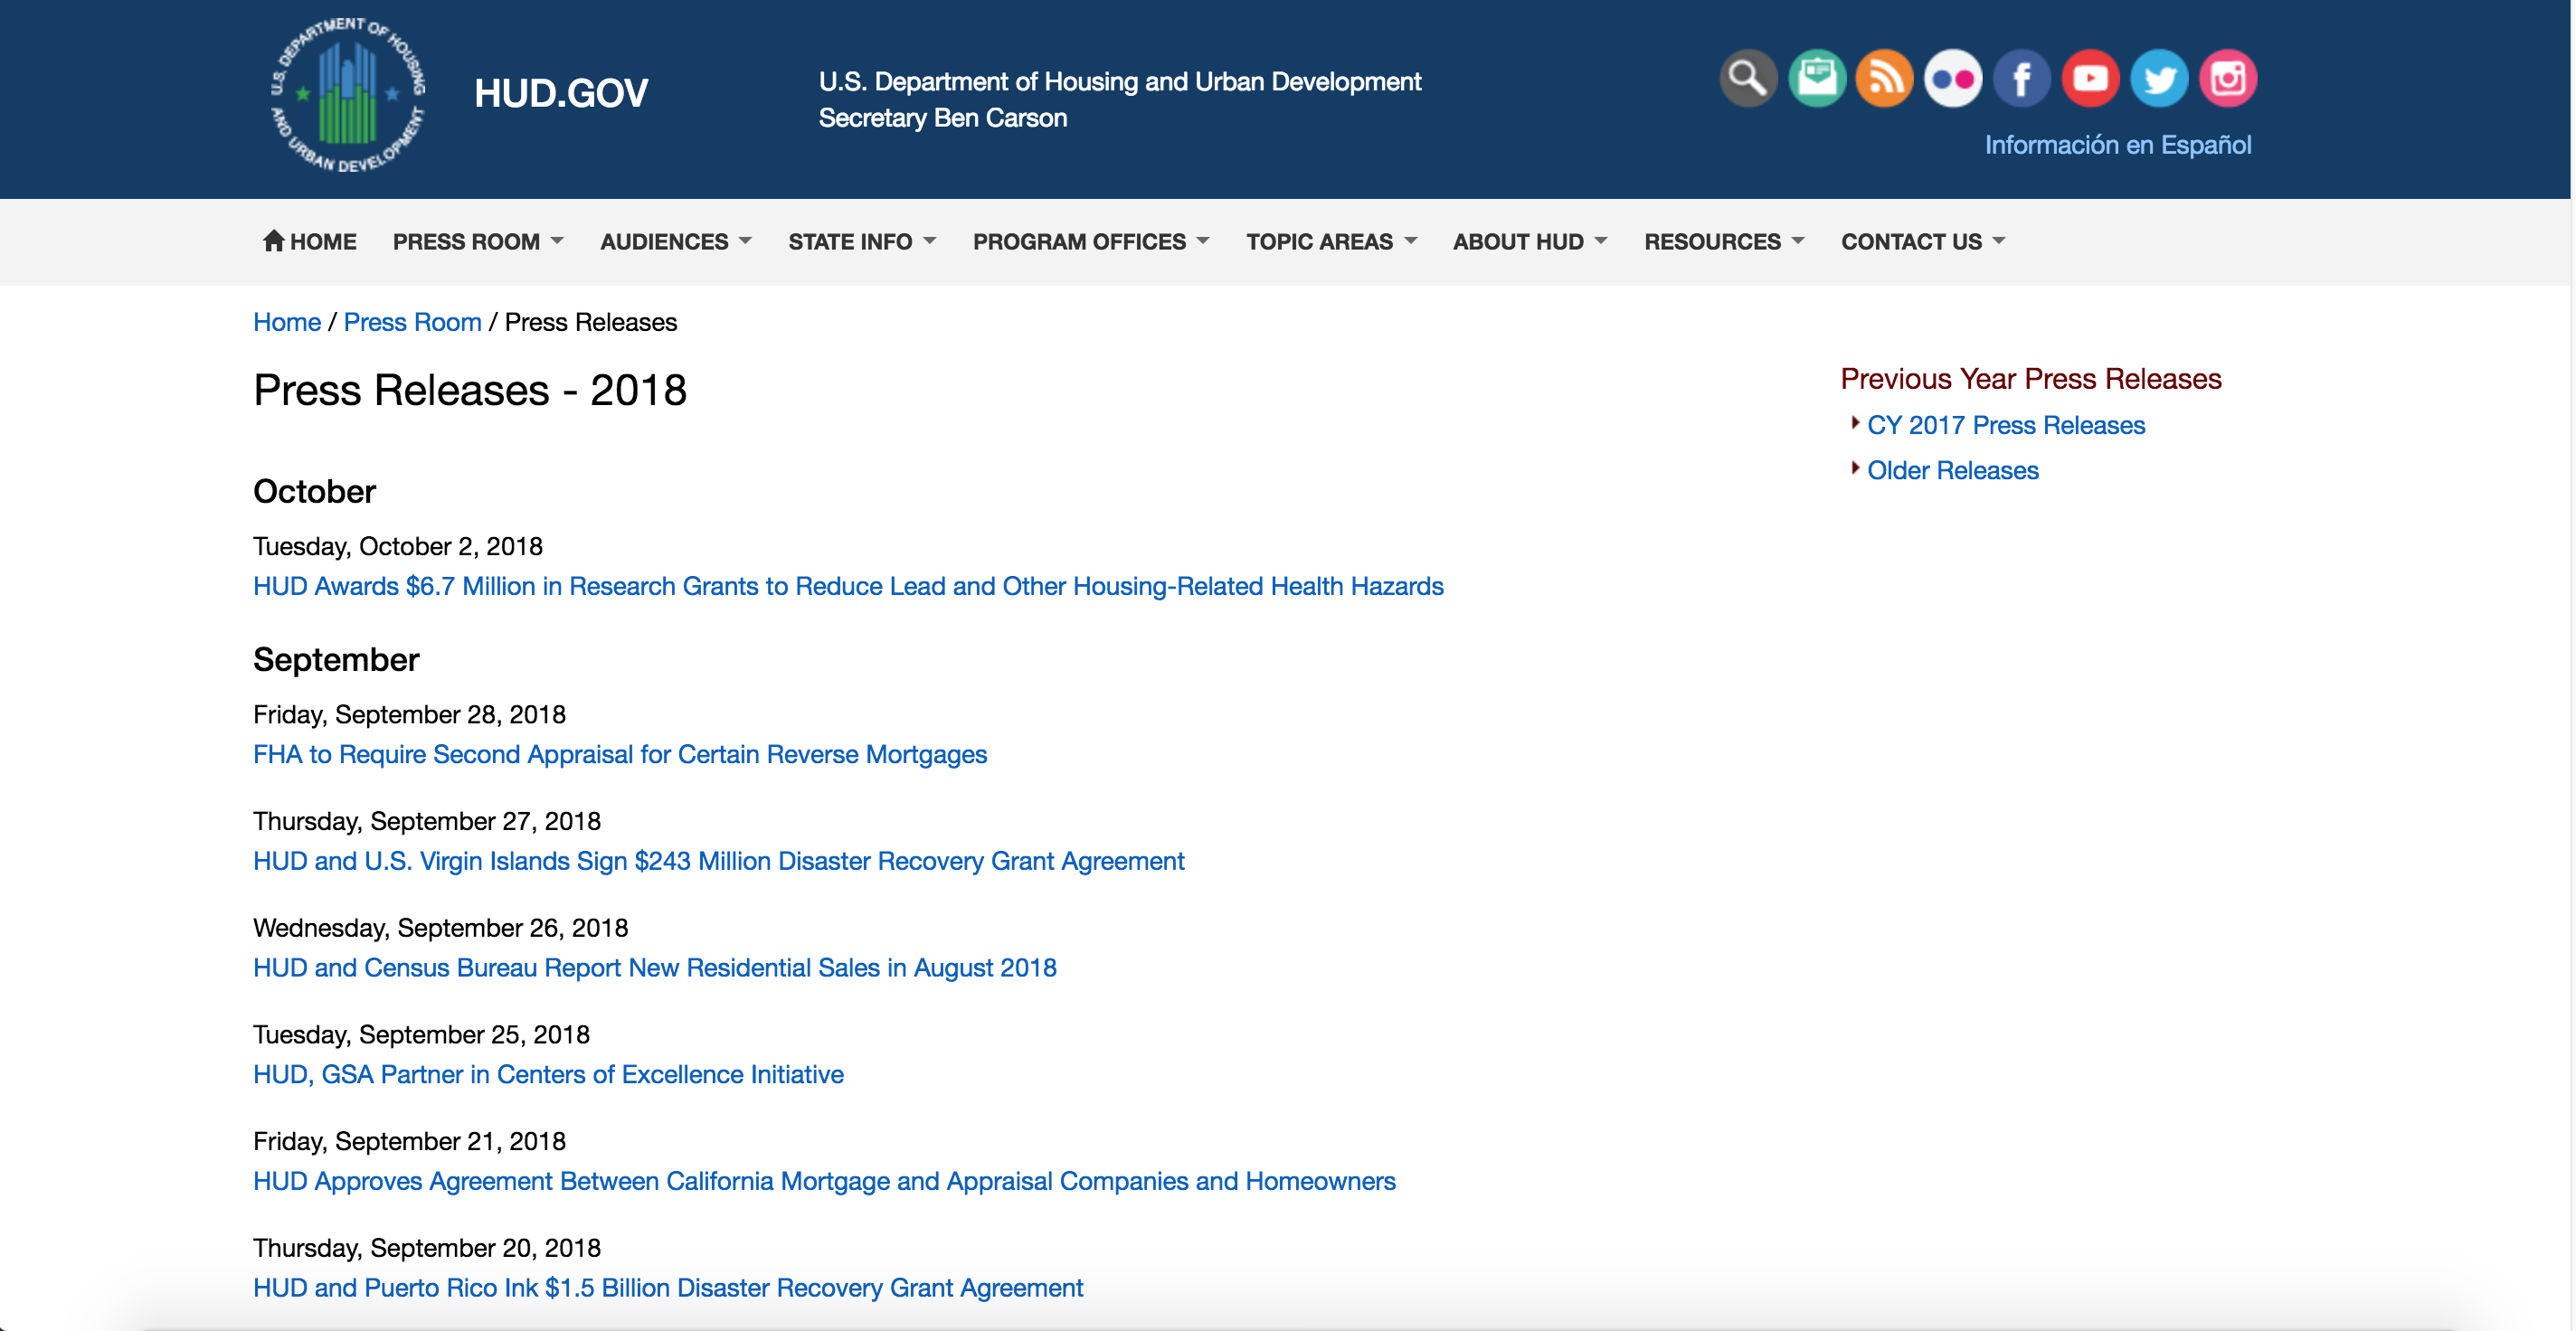 U.S. DEPARTMENT OF HOUSING AND URBAN DEVELOPMENT
HUD.GOV
U.S. Department of Housing and Urban Development
Secretary Ben Carson
Información en Español
HOME PRESS ROOM AUDIENCES STATE INFO PROGRAM OFFICES TOPIC AREAS ABOUT HUD RESOURCES CONTACT US
Home / Press Room / Press Releases
Press Releases - 2018
October
Tuesday, October 2, 2018
HUD Awards $6.7 Million in Research Grants to Reduce Lead and Other Housing-Related Health Hazards
September
Friday, September 28, 2018
FHA to Require Second Appraisal for Certain Reverse Mortgages
Thursday, September 27, 2018
HUD and U.S. Virgin Islands Sign $243 Million Disaster Recovery Grant Agreement
Wednesday, September 26, 2018
HUD and Census Bureau Report New Residential Sales in August 2018
Tuesday, September 25, 2018
HUD, GSA Partner in Centers of Excellence Initiative
Friday, September 21, 2018
HUD Approves Agreement Between California Mortgage and Appraisal Companies and Homeowners
Thursday, September 20, 2018
HUD and Puerto Rico Ink $1.5 Billion Disaster Recovery Grant Agreement
Previous Year Press Releases
CY 2017 Press Releases
Older Releases